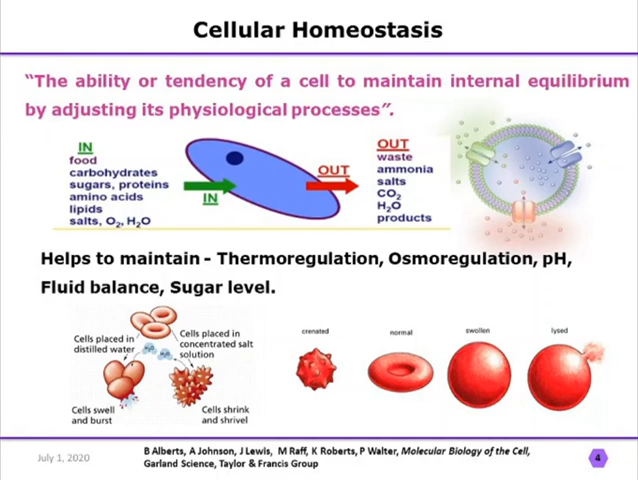 Cellular Homeostasis
“The ability or tendency of a cell to maintain internal equilibrium
by adjusting its physiological processes”.
IN
food
carbohydrates
sugars, proteins
amino acids
lipids
salts, O₂, H₂O
IN
OUT
OUT
waste
ammonia
salts
CO₂
H₂O
products
Helps to maintain - Thermoregulation, Osmoregulation, pH,
Fluid balance, Sugar level.
Cells placed in
distilled water
Cells placed in
concentrated salt
solution
Cells swell
and burst
Cells shrink
and shrivel
crenated
normal
swollen
lysed
July 1, 2020
B Alberts, A Johnson, J Lewis, M Raff, K Roberts, P Walter, Molecular Biology of the Cell,
Garland Science, Taylor & Francis Group
4